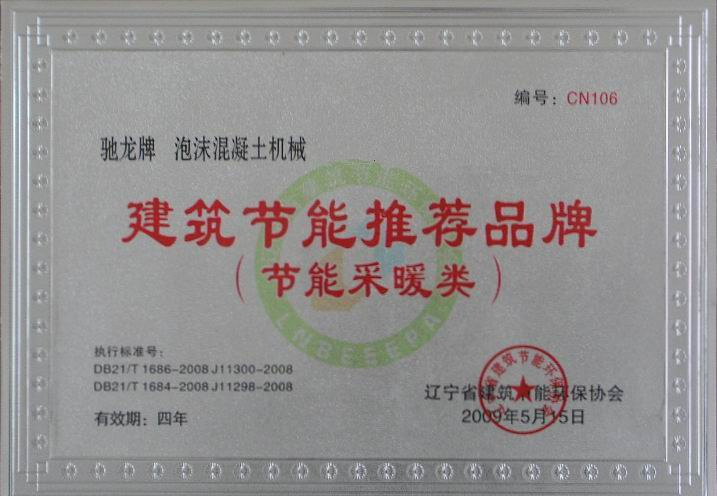 编号：CN106
驰龙牌 泡沫混凝土机械
建筑节能推荐品牌
（节能采暖类）
LNBESEPA
执行标准号：
DB21/T 1686-2008 J11300-2008
DB21/T 1684-2008 J11298-2008
有效期：四年
辽宁省建筑节能环保协会
2009年5月15日